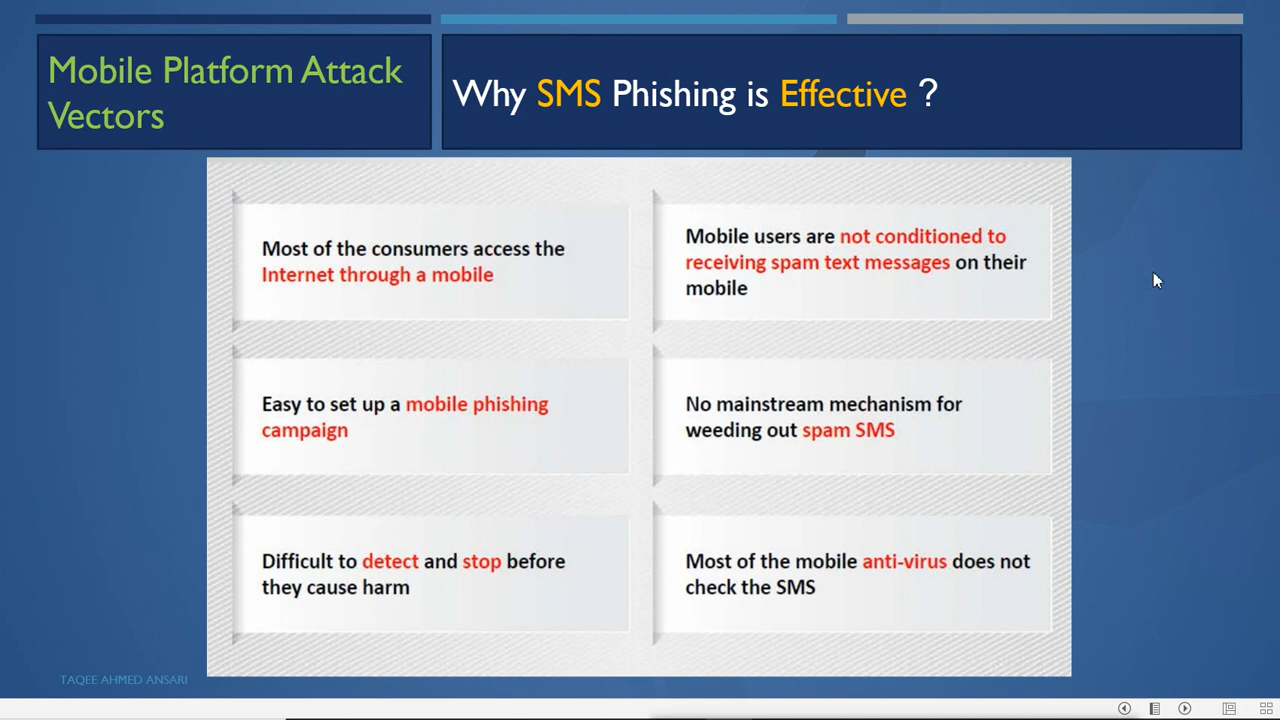 Mobile Platform Attack
Vectors
Why SMS Phishing is Effective ?
Most of the consumers access the
Internet through a mobile
Mobile users are not conditioned to
receiving spam text messages on their
mobile
Easy to set up a mobile phishing
campaign
No mainstream mechanism for
weeding out spam SMS
Difficult to detect and stop before
they cause harm
Most of the mobile anti-virus does not
check the SMS
TAQEE AHMED ANSARI